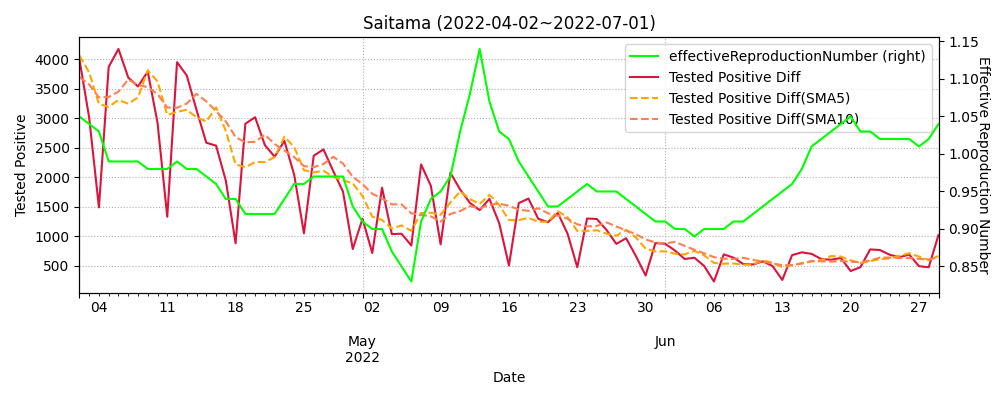 Saitama (2022-04-02~2022-07-01)
effectiveReproductionNumber (right)
Tested Positive Diff
Tested Positive Diff(SMA5)
Tested Positive Diff(SMA10)
Tested Positive
4000
3500
3000
2500
2000
1500
1000
500
1.15
1.10
1.05
1.00
0.95
0.90
0.85
Effective Reproduction Number
04 11 18 25 02 09 16 23 30 06 13 20 27
May Jun
2022
Date